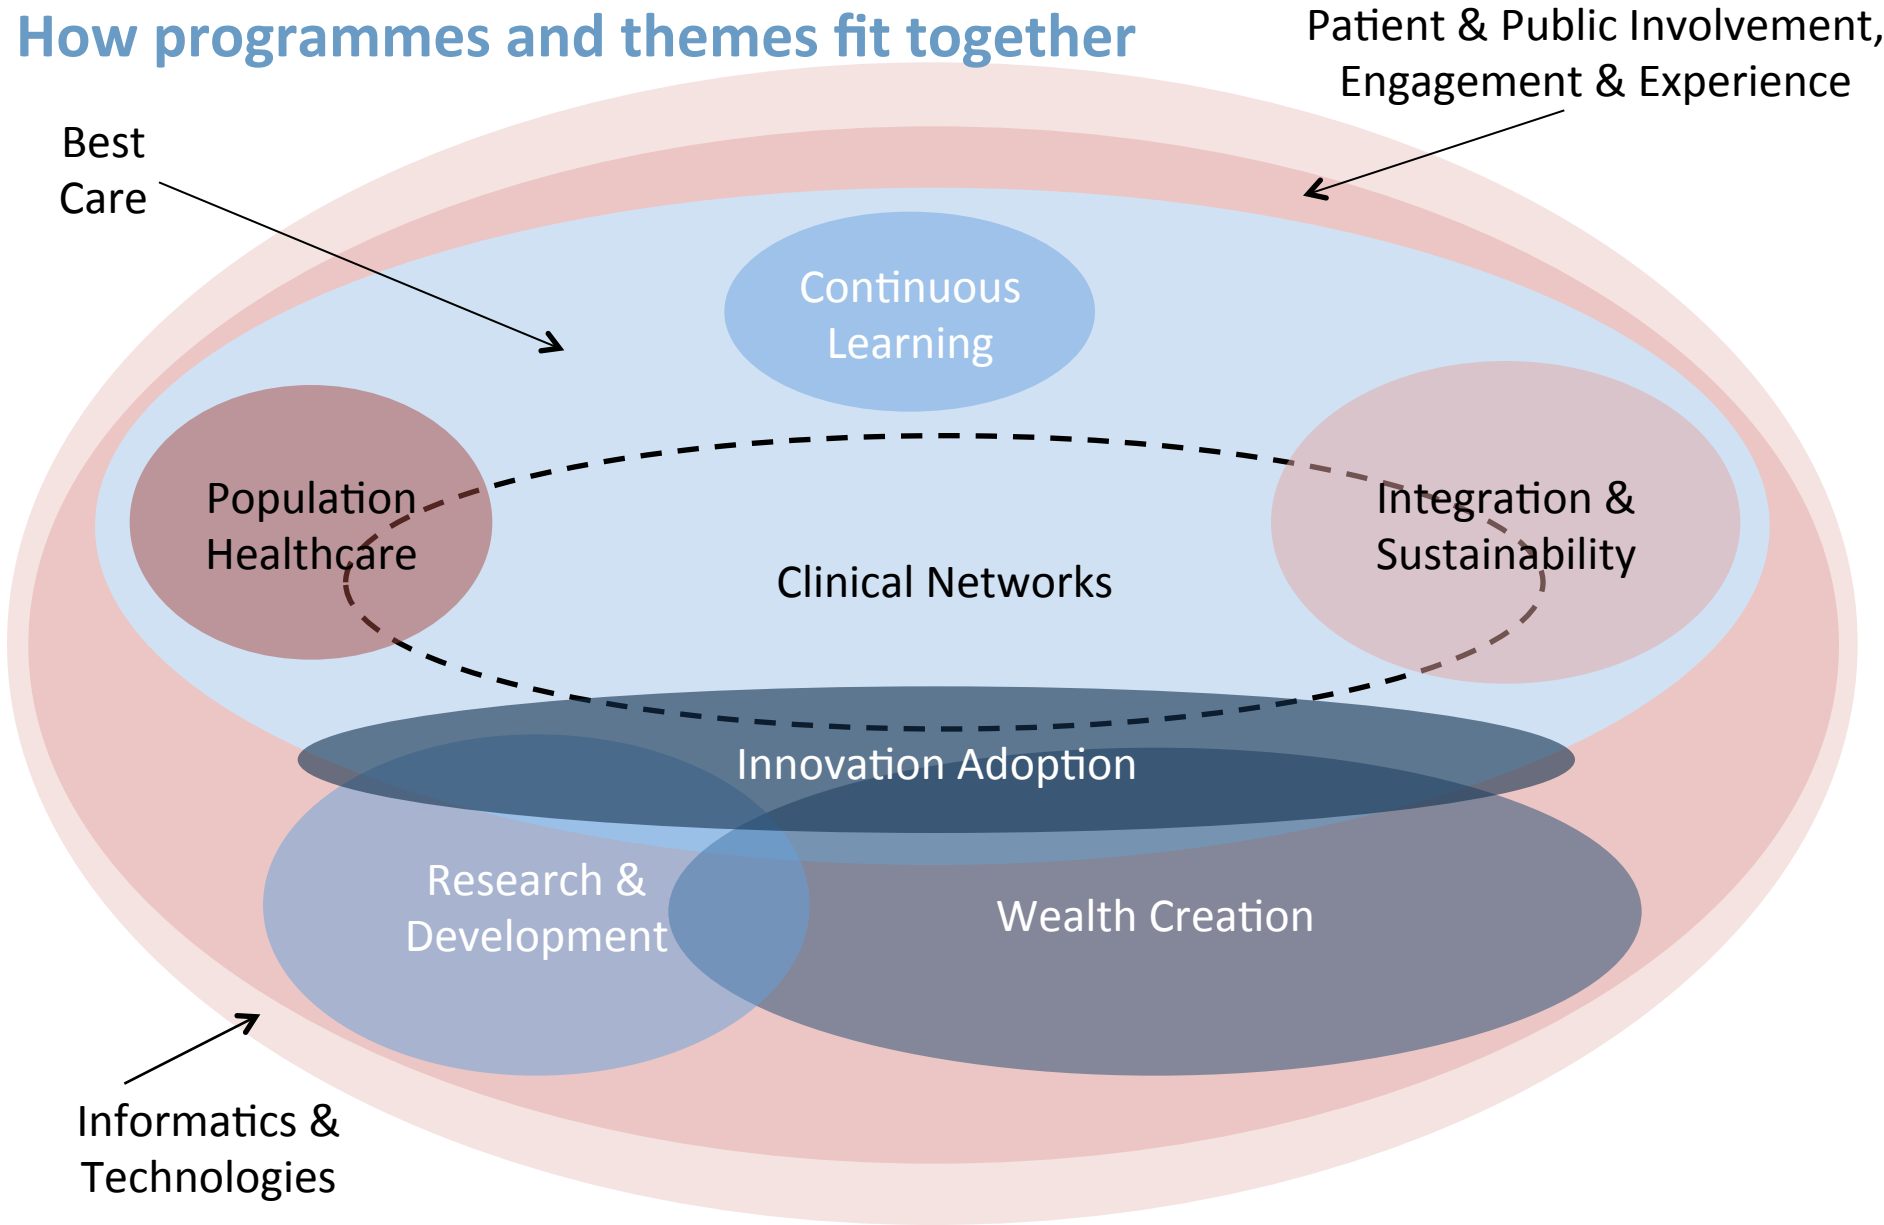 How programmes and themes fit together
Patient & Public Involvement,
Engagement & Experience
Best
Care
Continuous
Learning
Population
Healthcare
Integration &
Sustainability
Clinical Networks
Innovation Adoption
Research &
Development
Wealth Creation
Informatics &
Technologies